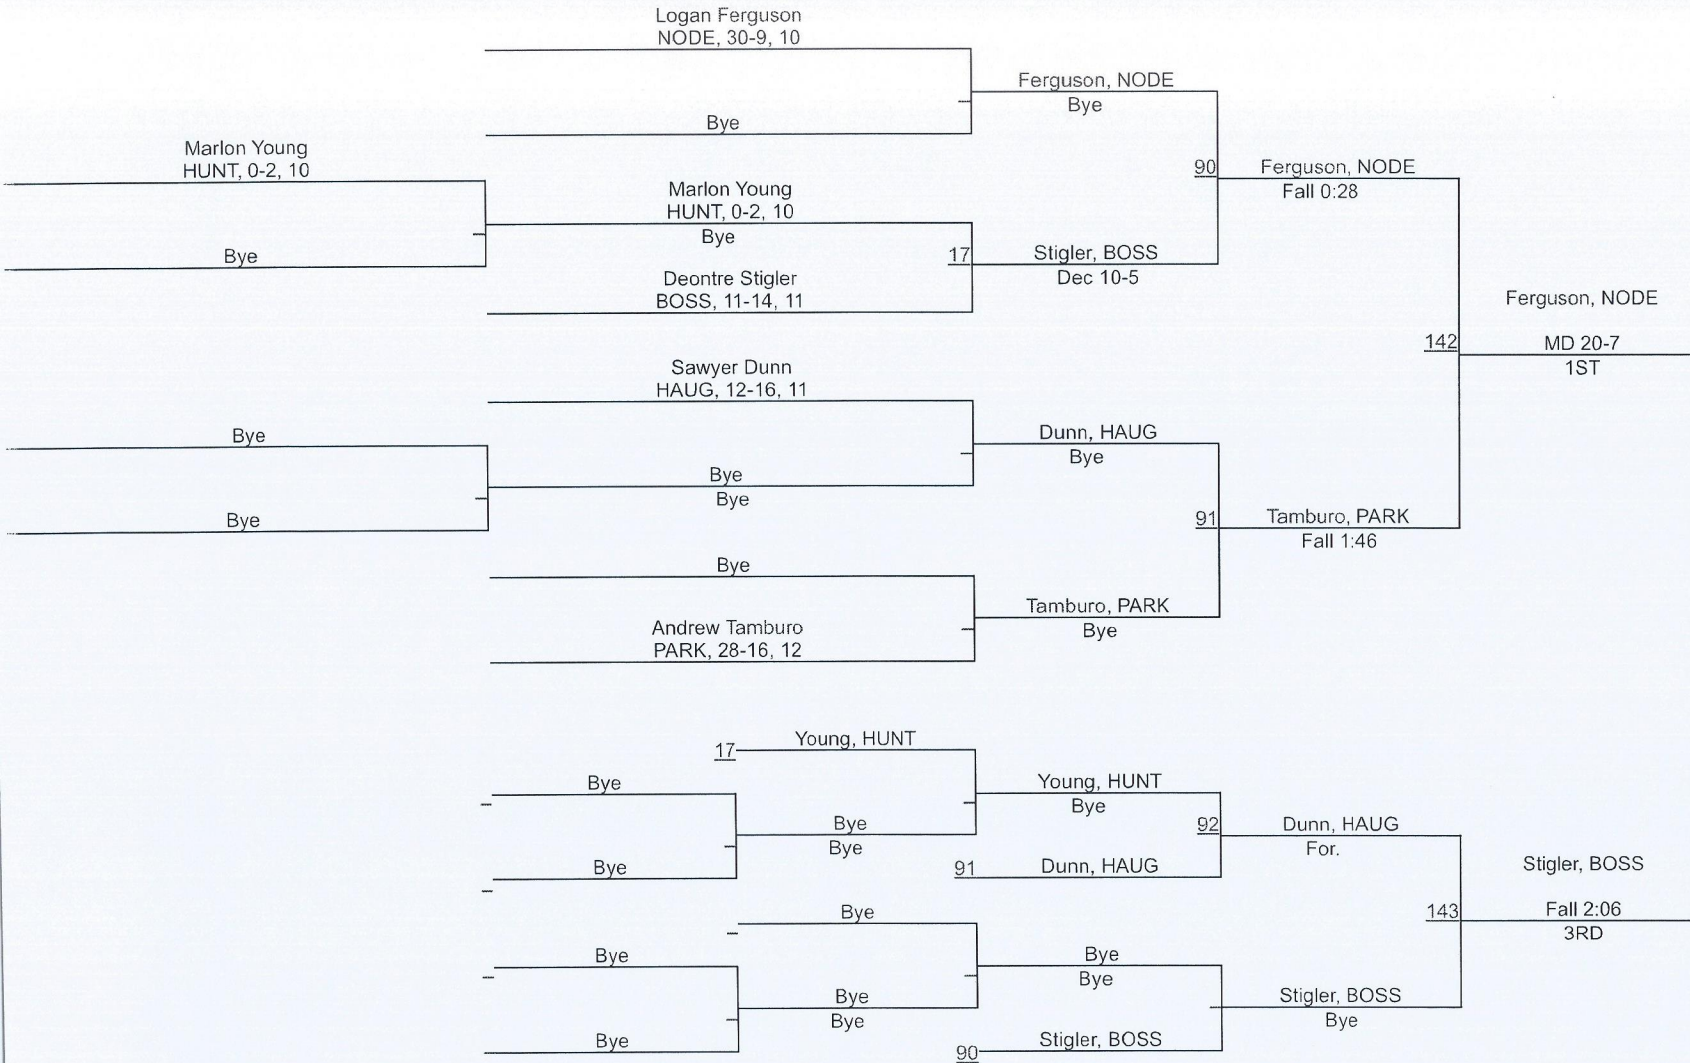 Logan Ferguson
NODE, 30-9, 10
Ferguson, NODE
Bye
Bye
Marlon Young
HUNT, 0-2, 10
90
Ferguson, NODE
Fall 0:28
Marlon Young
HUNT, 0-2, 10
Bye
Bye
17
Stigler, BOSS
Dec 10-5
Deontre Stigler
BOSS, 11-14, 11
Ferguson, NODE
142
MD 20-7
1ST
Sawyer Dunn
HAUG, 12-16, 11
Bye
Dunn, HAUG
Bye
Bye
Bye
Bye
91
Tamburo, PARK
Fall 1:46
Bye
Tamburo, PARK
Bye
Andrew Tamburo
PARK, 28-16, 12
17
Young, HUNT
Bye
Young, HUNT
Bye
Bye
Bye
92
Dunn, HAUG
For.
Bye
91
Dunn, HAUG
Stigler, BOSS
Bye
143
Fall 2:06
3RD
Bye
Bye
Bye
Bye
Bye
Stigler, BOSS
Bye
Bye
90
Stigler, BOSS